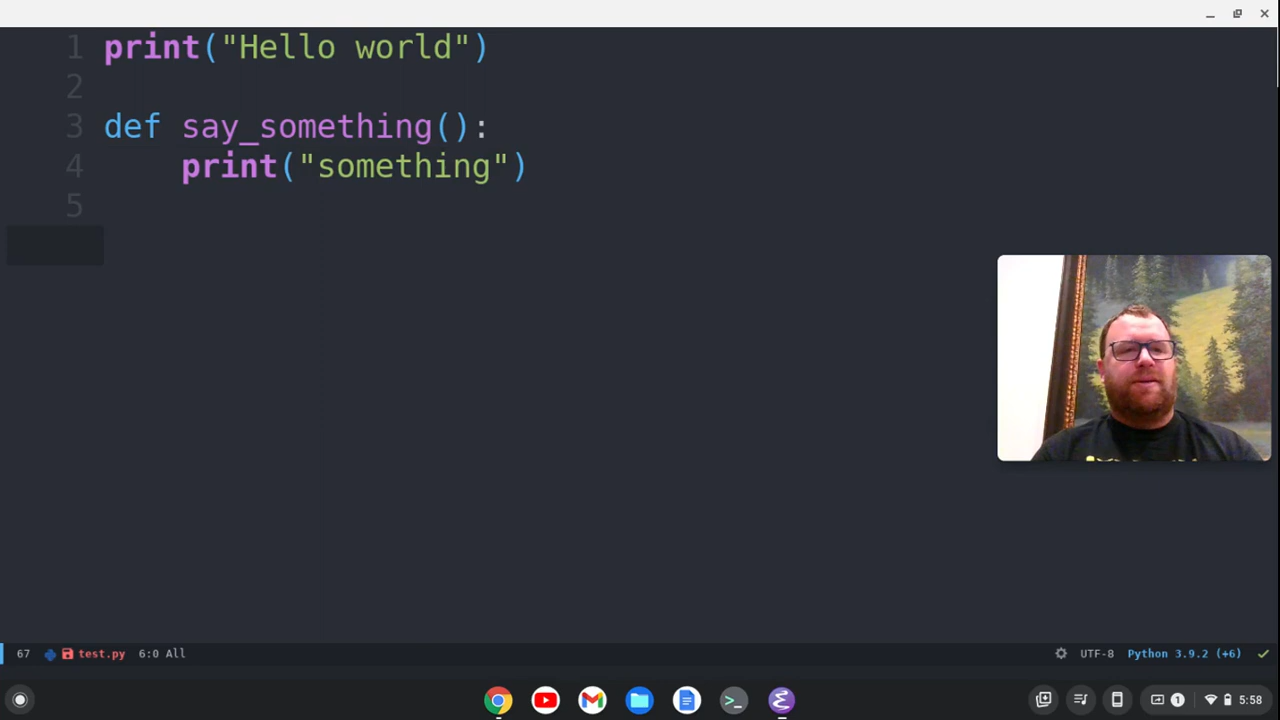 1 print("Hello world")
2
3 def say_something():
4     print("something")
5
67 test.py 6:0 All UTF-8 Python 3.9.2 (+6)
>_ 1 5:58